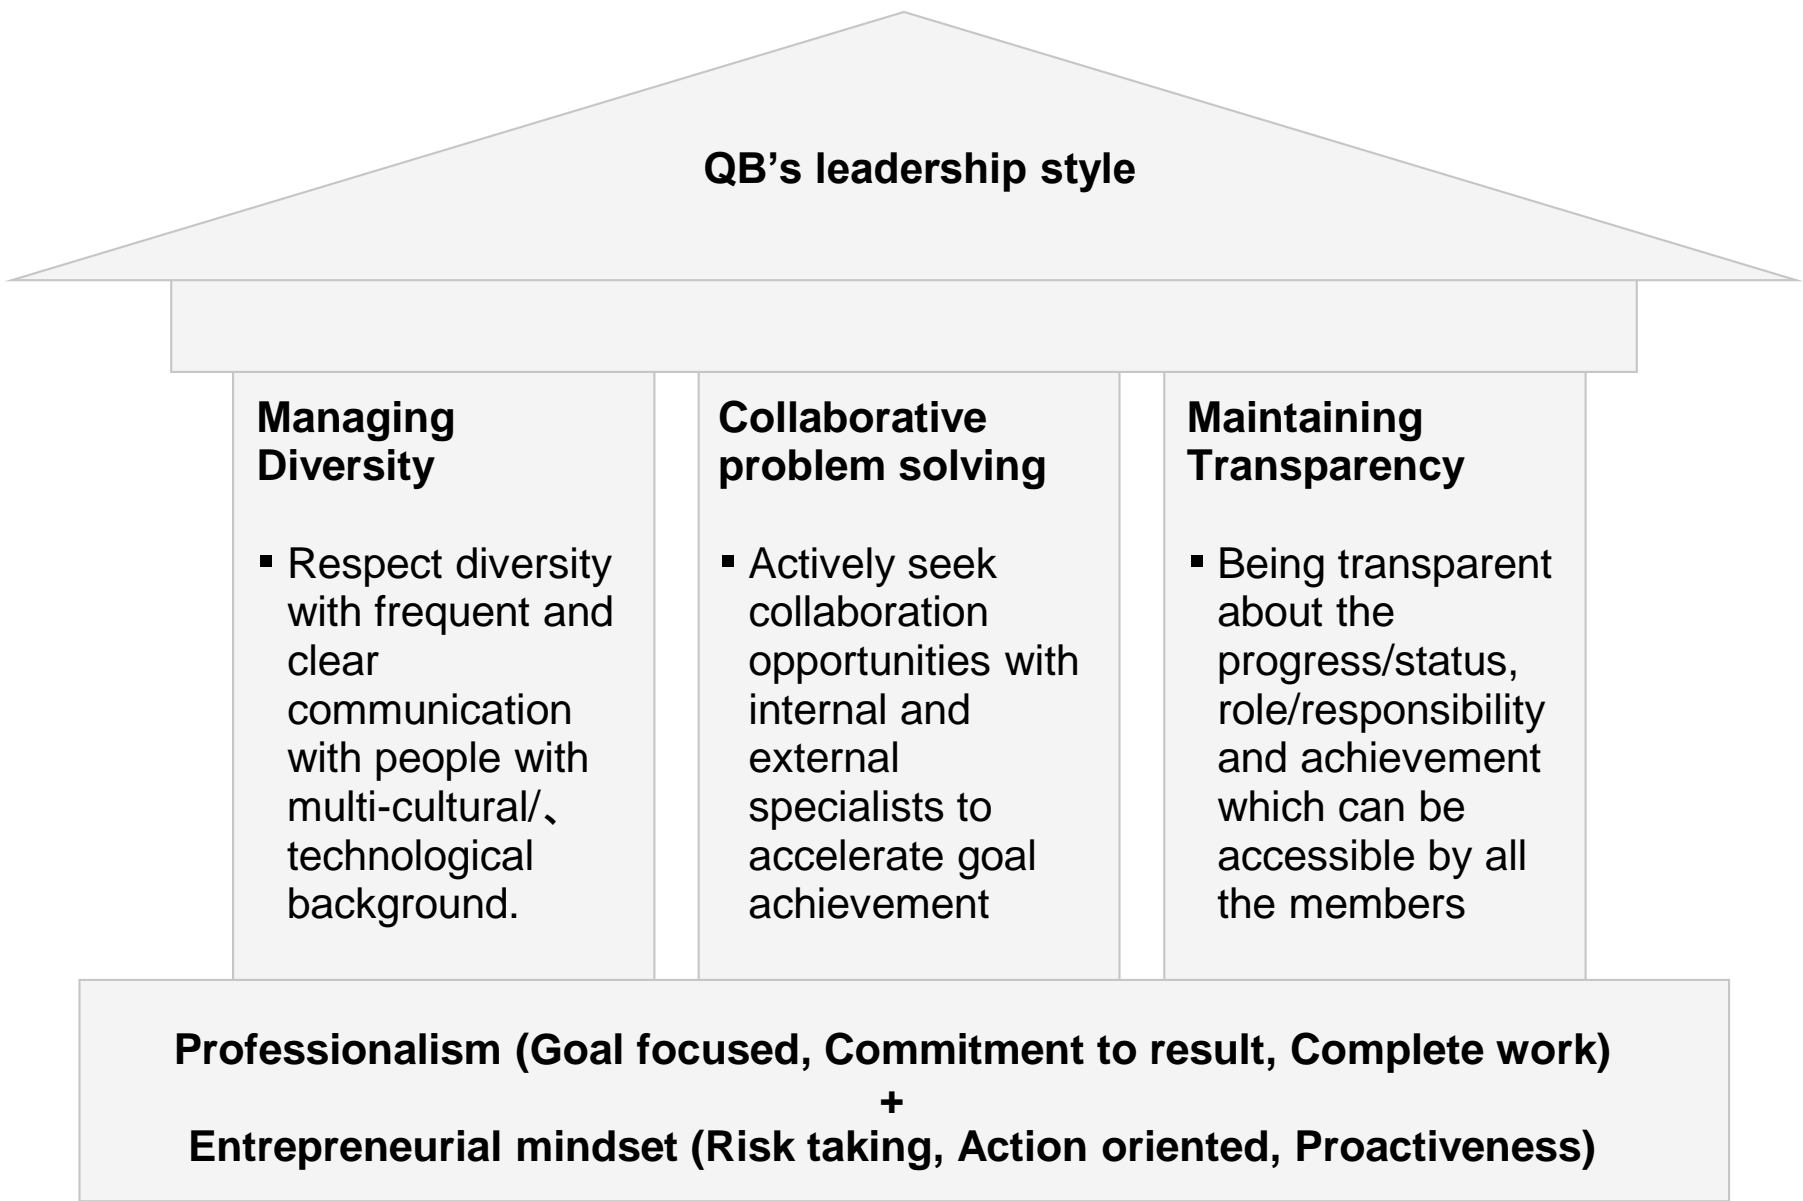 QB’s leadership style
Managing
Diversity
▪ Respect diversity
with frequent and
clear
communication
with people with
multi-cultural/、
technological
background.
Collaborative
problem solving
▪ Actively seek
collaboration
opportunities with
internal and
external
specialists to
accelerate goal
achievement
Maintaining
Transparency
▪ Being transparent
about the
progress/status,
role/responsibility
and achievement
which can be
accessible by all
the members
Professionalism (Goal focused, Commitment to result, Complete work)
+
Entrepreneurial mindset (Risk taking, Action oriented, Proactiveness)